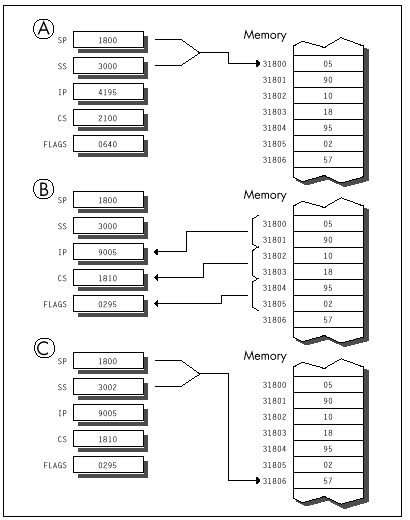 A
SP 1800
SS 3000
IP 4195
CS 2100
FLAGS 0640
Memory
31800 05
31801 90
31802 10
31803 18
31804 95
31805 02
31806 57
B
SP 1800
SS 3000
IP 9005
CS 1810
FLAGS 0295
Memory
31800 05
31801 90
31802 10
31803 18
31804 95
31805 02
31806 57
C
SP 1800
SS 3002
IP 9005
CS 1810
FLAGS 0295
Memory
31800 05
31801 90
31802 10
31803 18
31804 95
31805 02
31806 57